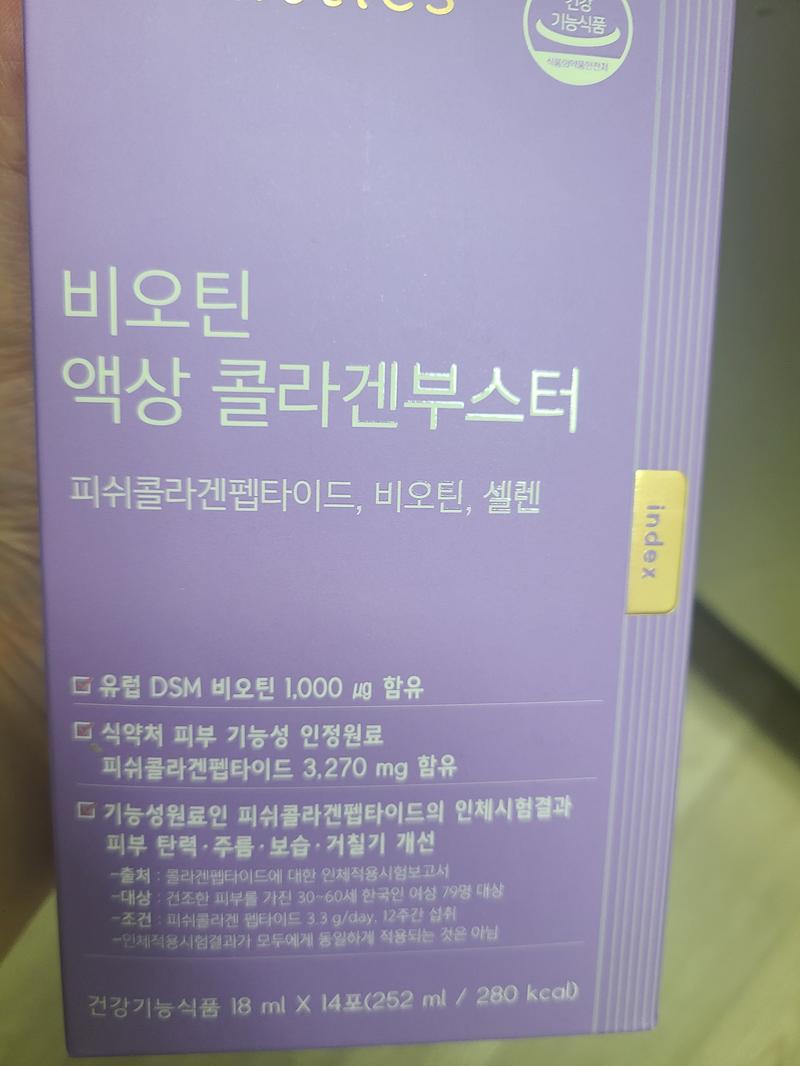 건강
기능식품
식품의약품안전처
비오틴
액상 콜라겐부스터
피쉬콜라겐펩타이드, 비오틴, 셀렌
index
유럽 DSM 비오틴 1,000 ㎍ 함유
식약처 피부 기능성 인정원료
피쉬콜라겐펩타이드 3,270 mg 함유
기능성원료인 피쉬콜라겐펩타이드의 인체시험결과
피부 탄력·주름·보습·거칠기 개선
-출처 : 콜라겐펩타이드에 대한 인체적용시험보고서
-대상 : 건조한 피부를 가진 30~60세 한국인 여성 79명 대상
-조건 : 피쉬콜라겐 펩타이드 3.3 g/day. 12주간 섭취
-인체적용시험결과가 모두에게 동일하게 적용되는 것은 아님
건강기능식품 18 ml X 14포(252 ml / 280 kcal)